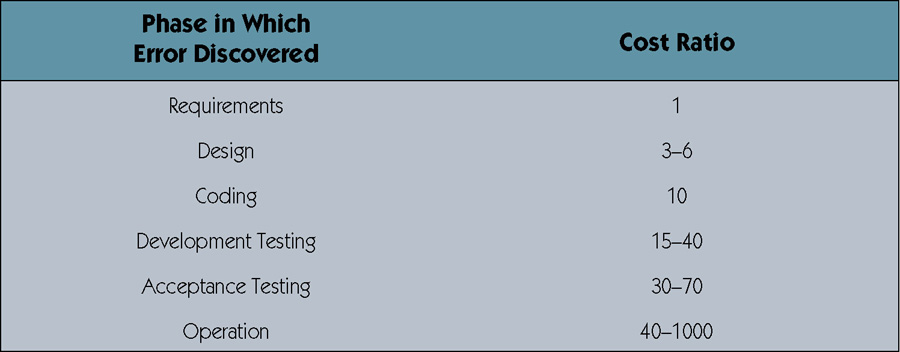 Phase in Which
Error Discovered
Cost Ratio
Requirements 1
Design 3–6
Coding 10
Development Testing 15–40
Acceptance Testing 30–70
Operation 40–1000